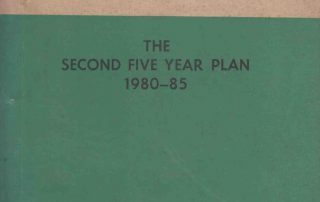 THE
SECOND FIVE YEAR PLAN
1980–85